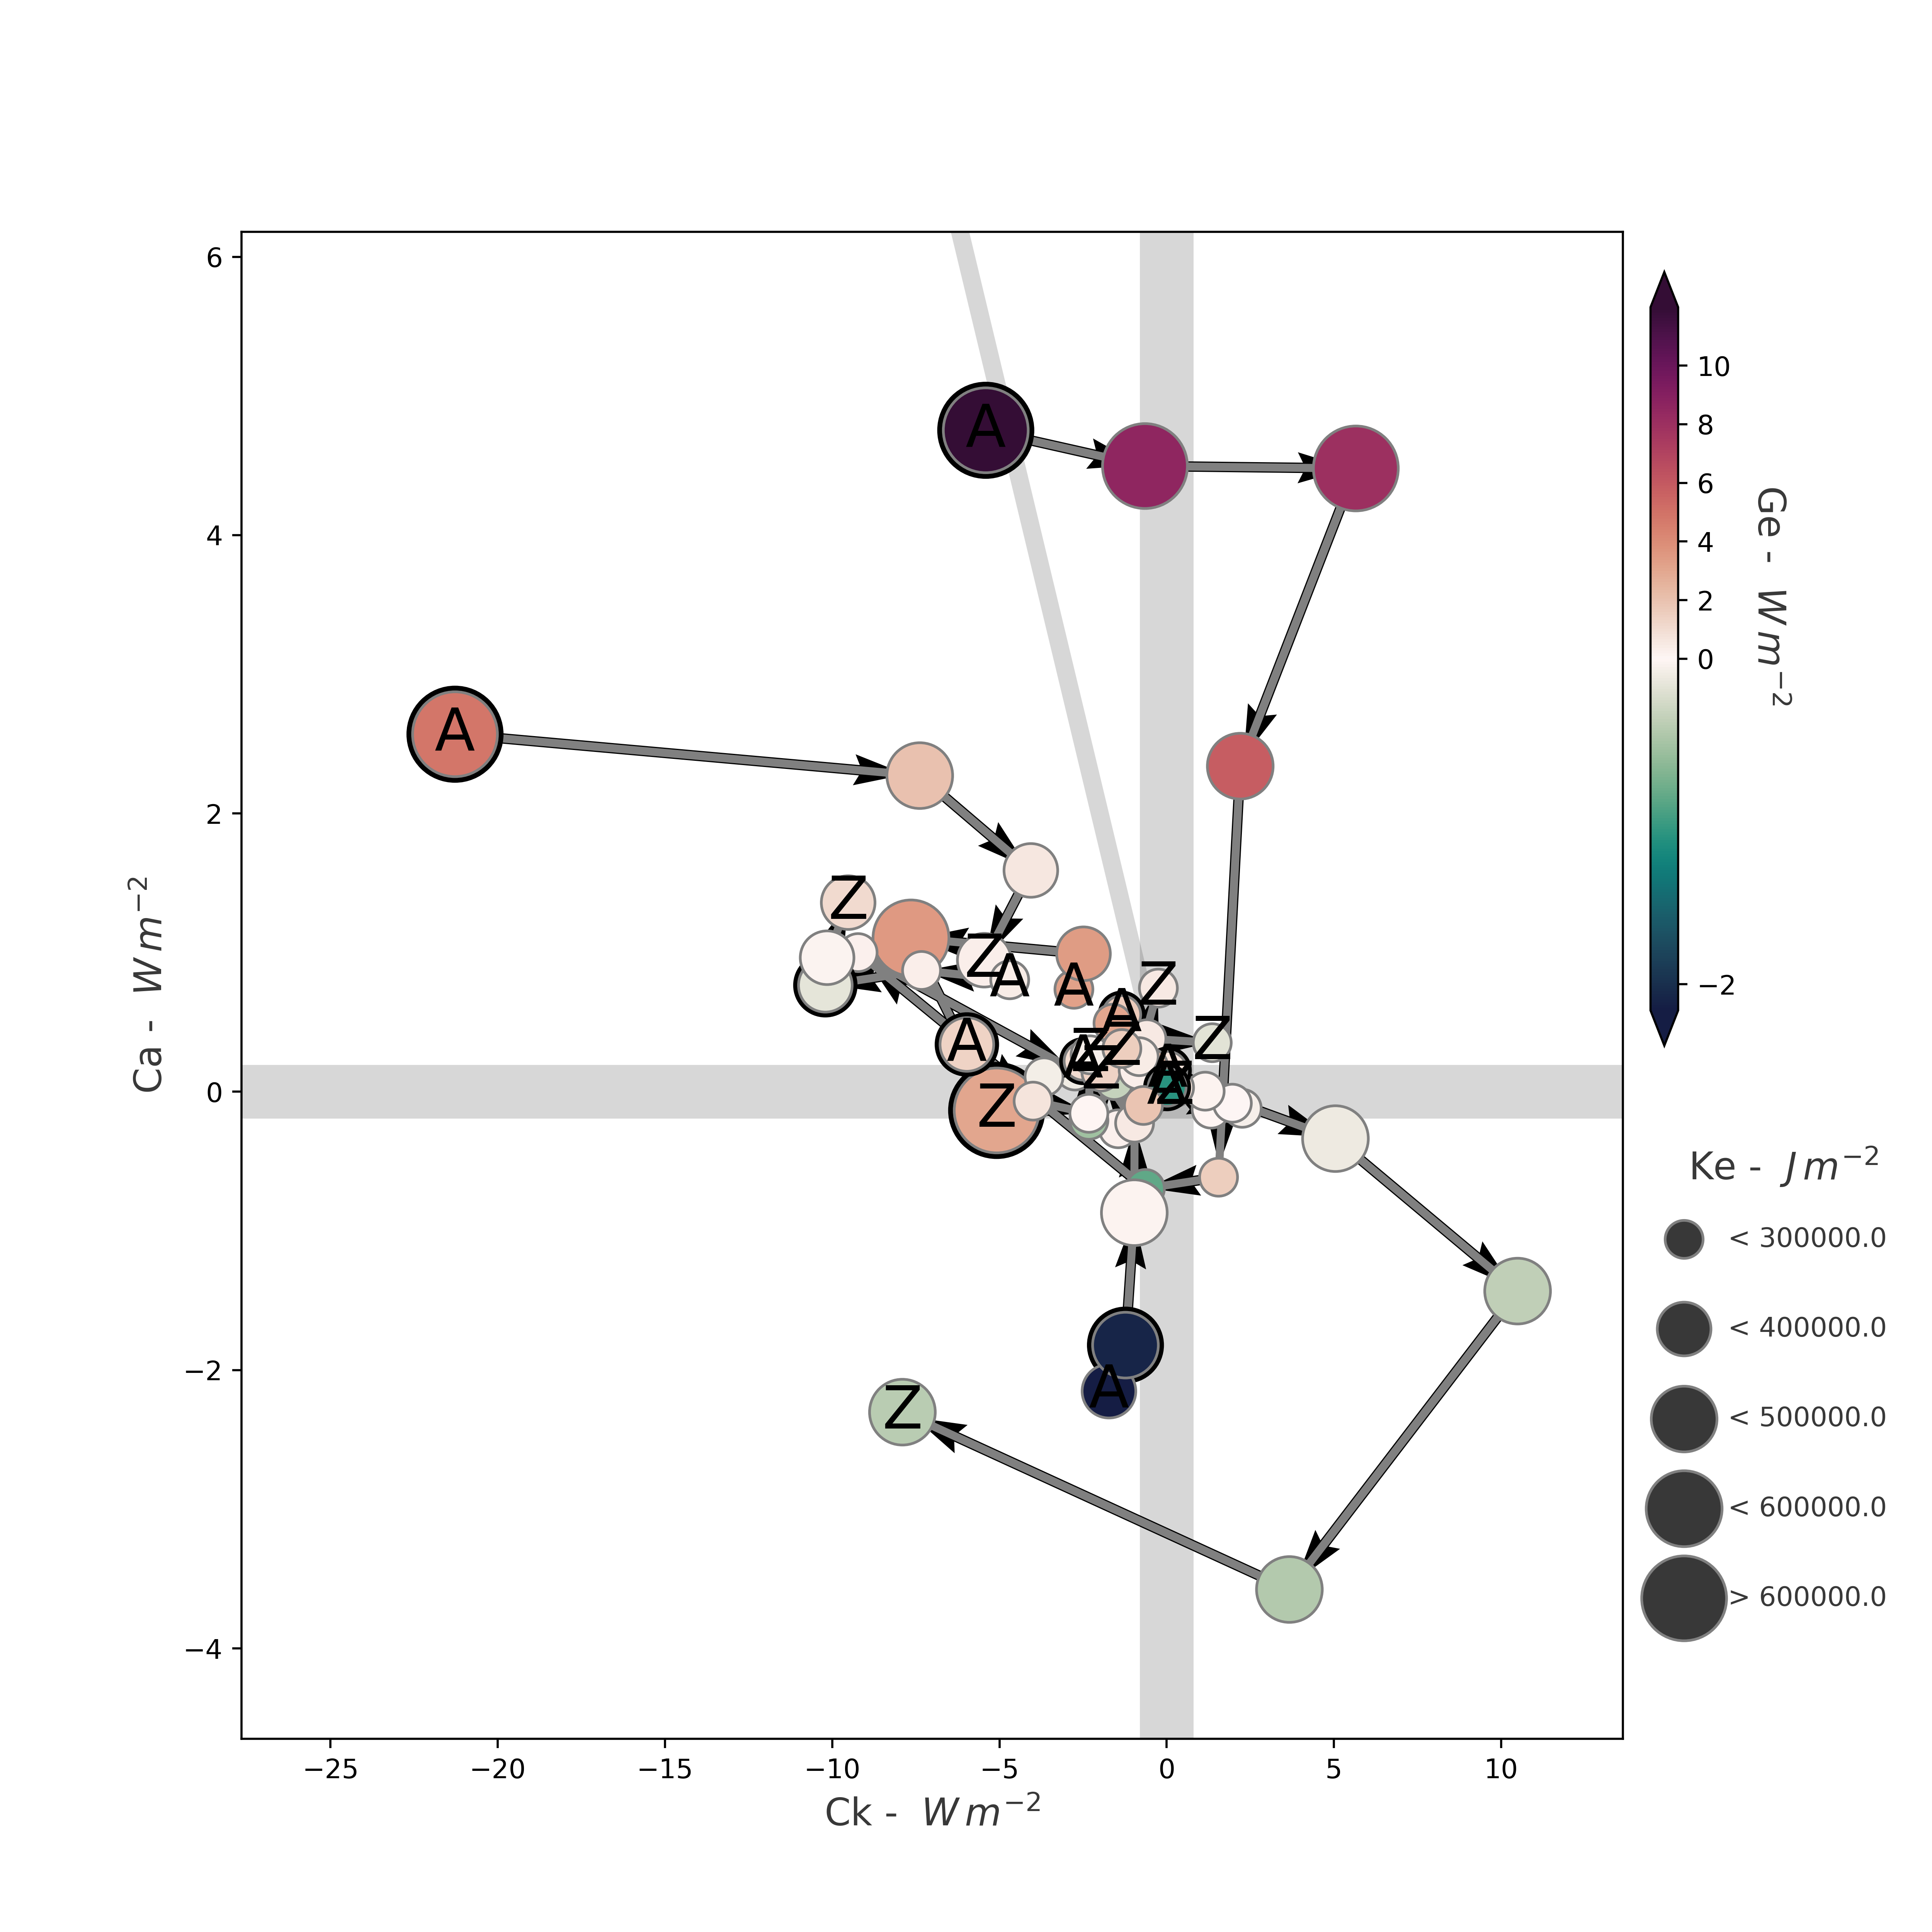 6
4
2
0
−2
−4
−25
−20
−15
−10
−5
0
5
10
Ck - W m⁻²
Ca - W m⁻²
A
A
Z
Z
A
A
Z
A
Z
Z
A
Z
Z
A
A
Z
A
Z
10
8
6
4
2
0
−2
Ge - W m⁻²
Ke - J m⁻²
< 300000.0
< 400000.0
< 500000.0
< 600000.0
> 600000.0